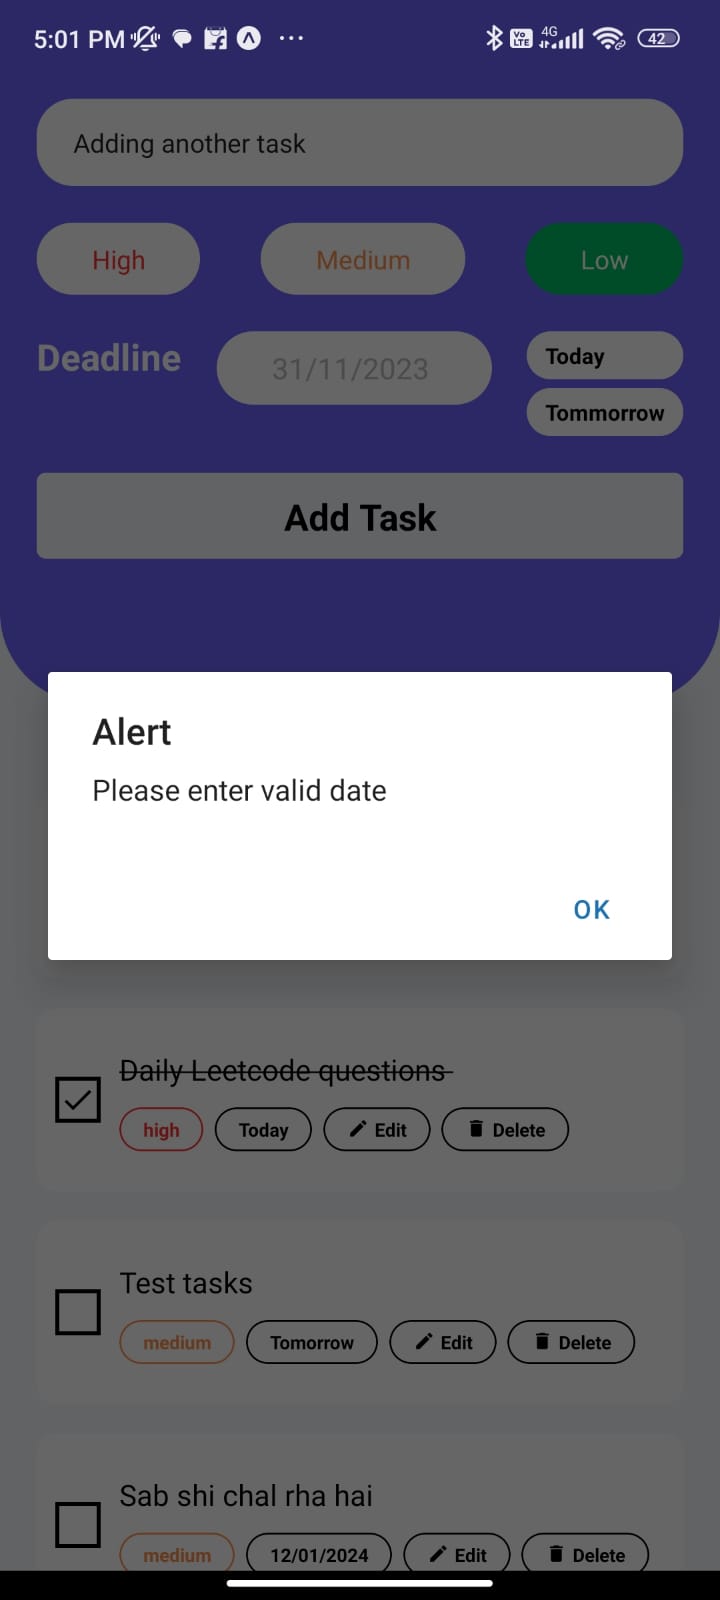 5:01 PM 4G Vo LTE 42
Adding another task
High Medium Low
Deadline 31/11/2023 Today
Tommorrow
Add Task
Alert
Please enter valid date
OK
Daily Leetcode questions
high Today Edit Delete
Test tasks
medium Tomorrow Edit Delete
Sab shi chal rha hai
medium 12/01/2024 Edit Delete